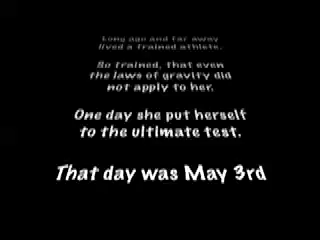 Long ago and far away
lived a trained athlete.
So trained, that even
the laws of gravity did
not apply to her.
One day she put herself
to the ultimate test.
That day was May 3rd